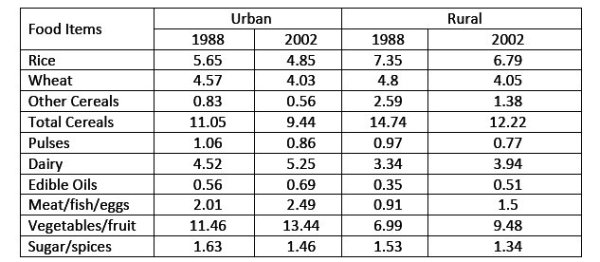 Food Items Urban Rural
1988 2002 1988 2002
Rice 5.65 4.85 7.35 6.79
Wheat 4.57 4.03 4.8 4.05
Other Cereals 0.83 0.56 2.59 1.38
Total Cereals 11.05 9.44 14.74 12.22
Pulses 1.06 0.86 0.97 0.77
Dairy 4.52 5.25 3.34 3.94
Edible Oils 0.56 0.69 0.35 0.51
Meat/fish/eggs 2.01 2.49 0.91 1.5
Vegetables/fruit 11.46 13.44 6.99 9.48
Sugar/spices 1.63 1.46 1.53 1.34